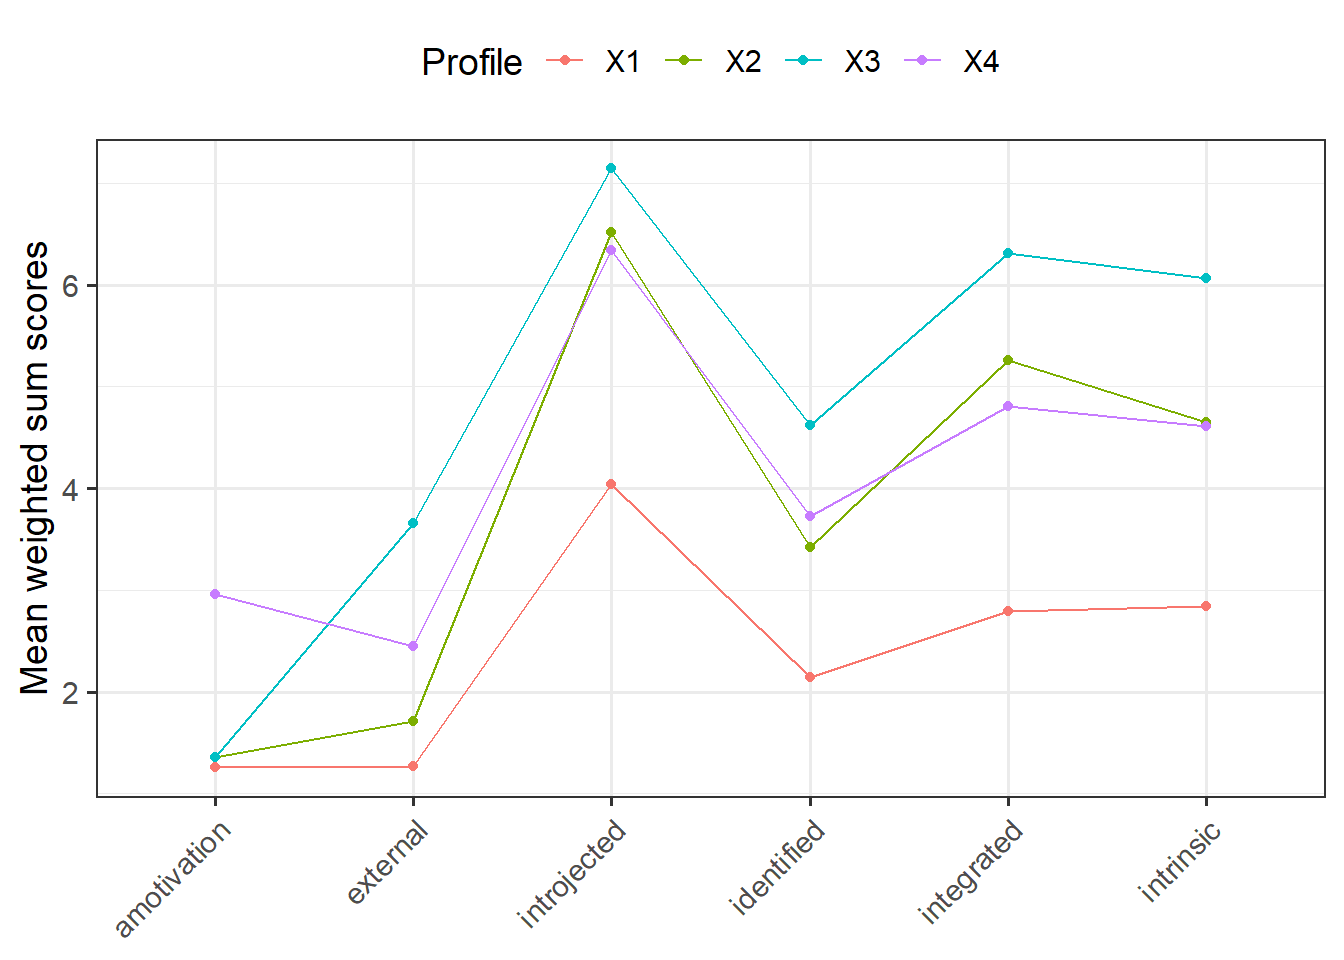 Profile X1 X2 X3 X4
Mean weighted sum scores
6
4
2
amotivation
external
introjected
identified
integrated
intrinsic